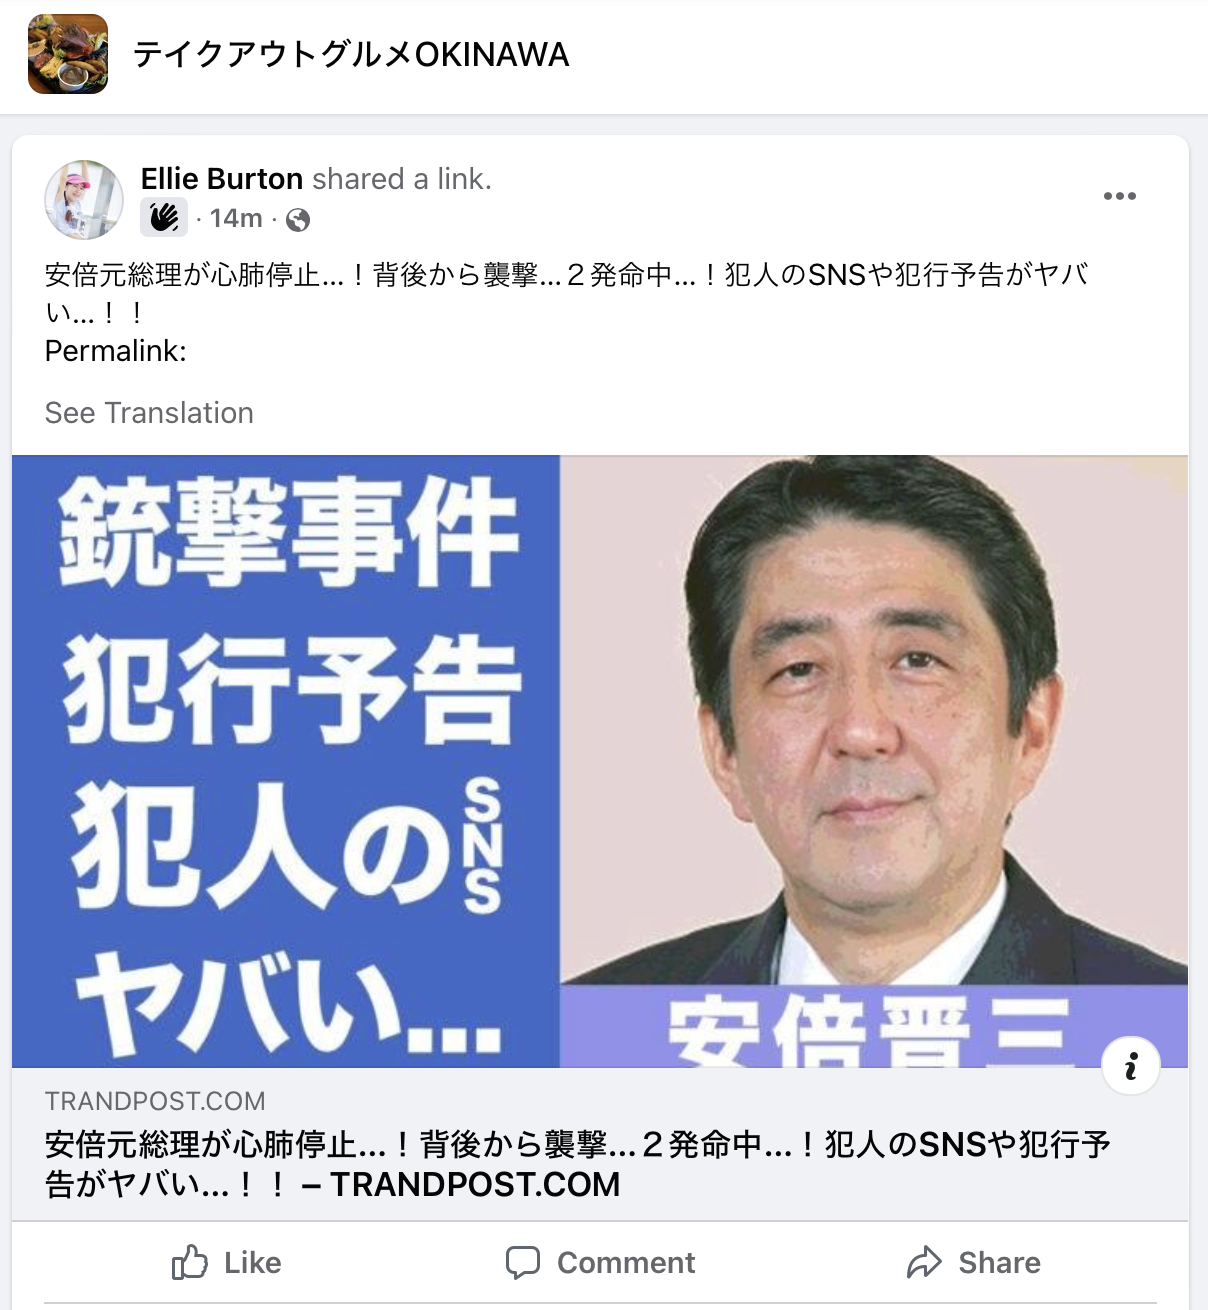 テイクアウトグルメOKINAWA
Ellie Burton shared a link.
· 14m ·
安倍元総理が心肺停止...！背後から襲撃...２発命中...！犯人のSNSや犯行予告がヤバ
い...！！
Permalink:
See Translation
銃撃事件
犯行予告
犯人のSNS
ヤバい...
安倍晋三
TRANDPOST.COM
安倍元総理が心肺停止...！背後から襲撃...２発命中...！犯人のSNSや犯行予
告がヤバい...！！ – TRANDPOST.COM
Like
Comment
Share